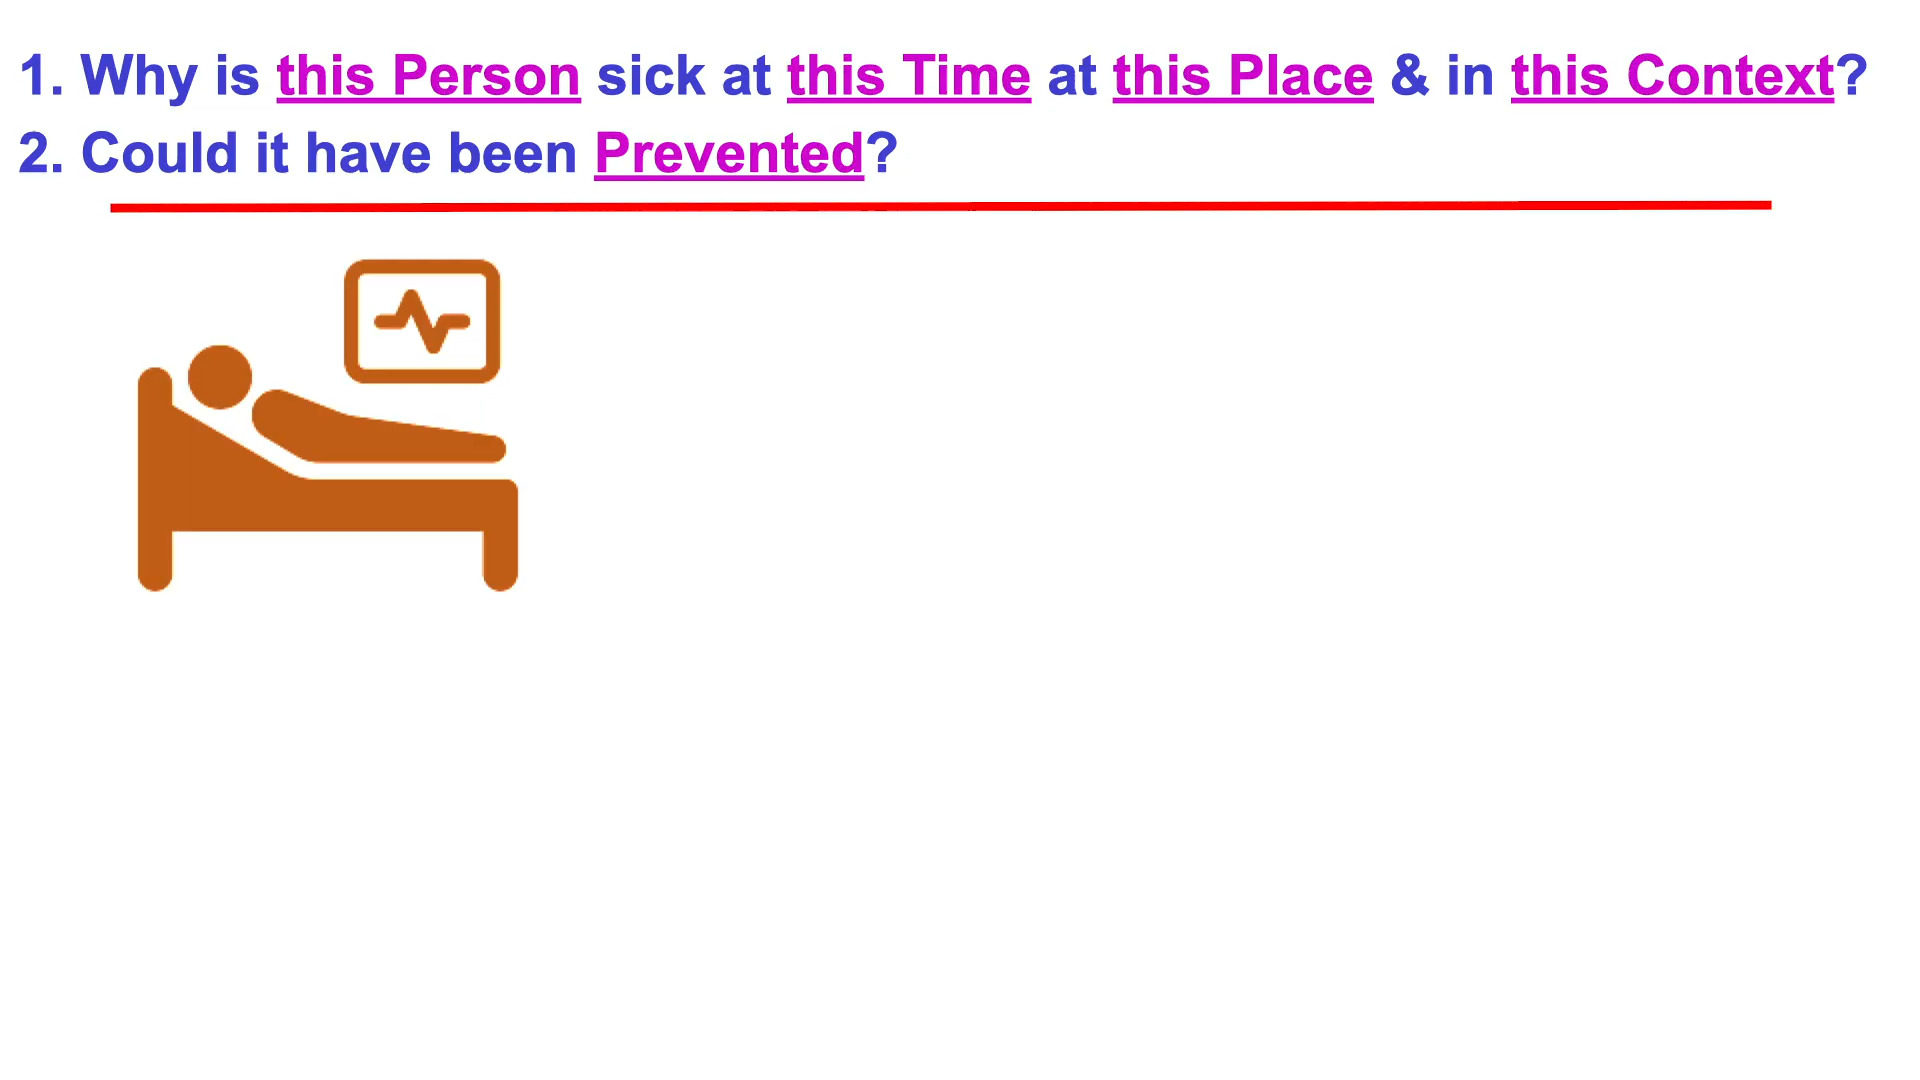 1. Why is this Person sick at this Time at this Place & in this Context?
2. Could it have been Prevented?